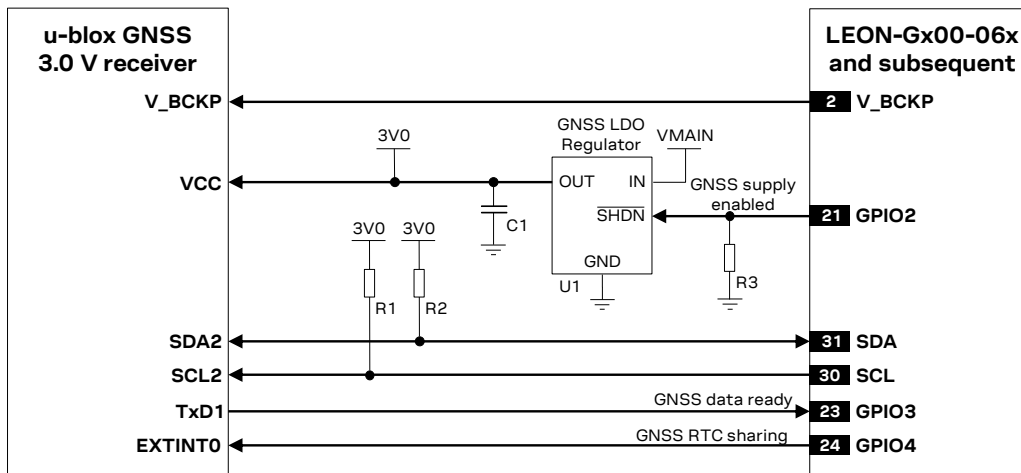 u-blox GNSS
3.0 V receiver
LEON-Gx00-06x
and subsequent
V_BCKP
2 V_BCKP
GNSS LDO
Regulator
VMAIN
3V0
VCC
OUT
IN
GNSS supply
enabled
SHDN
21 GPIO2
C1
3V0
3V0
GND
U1
R3
R1
R2
SDA2
31 SDA
SCL2
30 SCL
TxD1
GNSS data ready
23 GPIO3
EXTINT0
GNSS RTC sharing
24 GPIO4